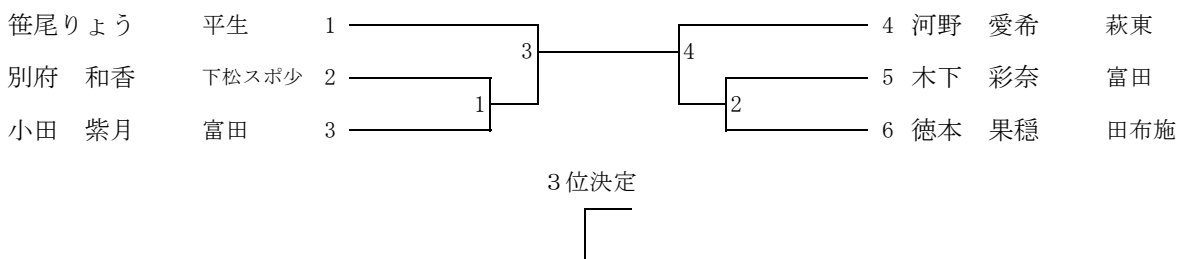 笹尾りょう 平生 1 3 4 4 河野 愛希 萩東
別府 和香 下松スポ少 2 5 木下 彩奈 富田
1 2
小田 紫月 富田 3 6 徳本 果穏 田布施
３位決定